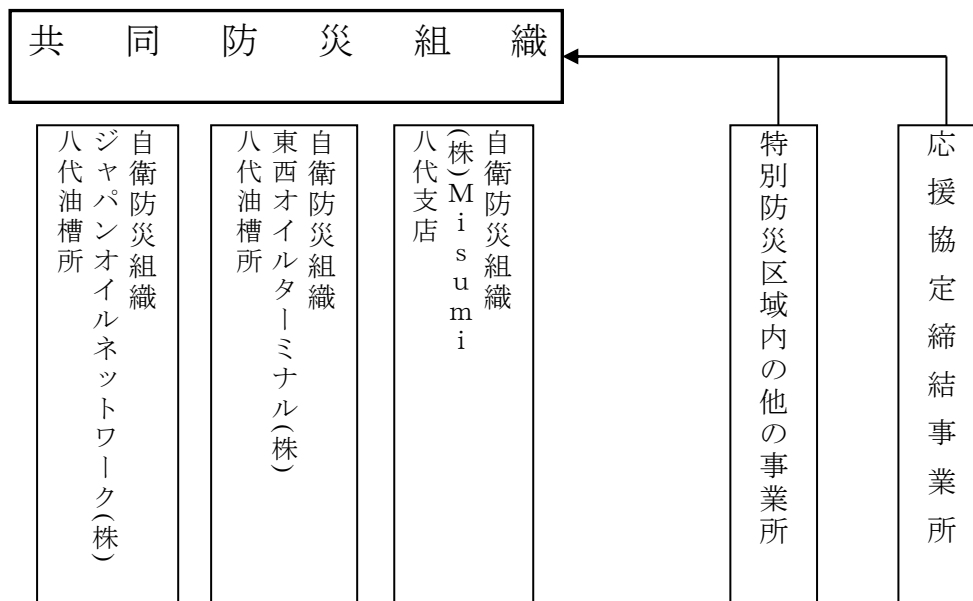 共同防災組織
自衛防災組織
ジャパンオイルネットワーク(株)
八代油槽所
自衛防災組織
東西オイルターミナル(株)
八代油槽所
自衛防災組織
(株)Misumi
八代支店
特別防災区域内の他の事業所
応援協定締結事業所